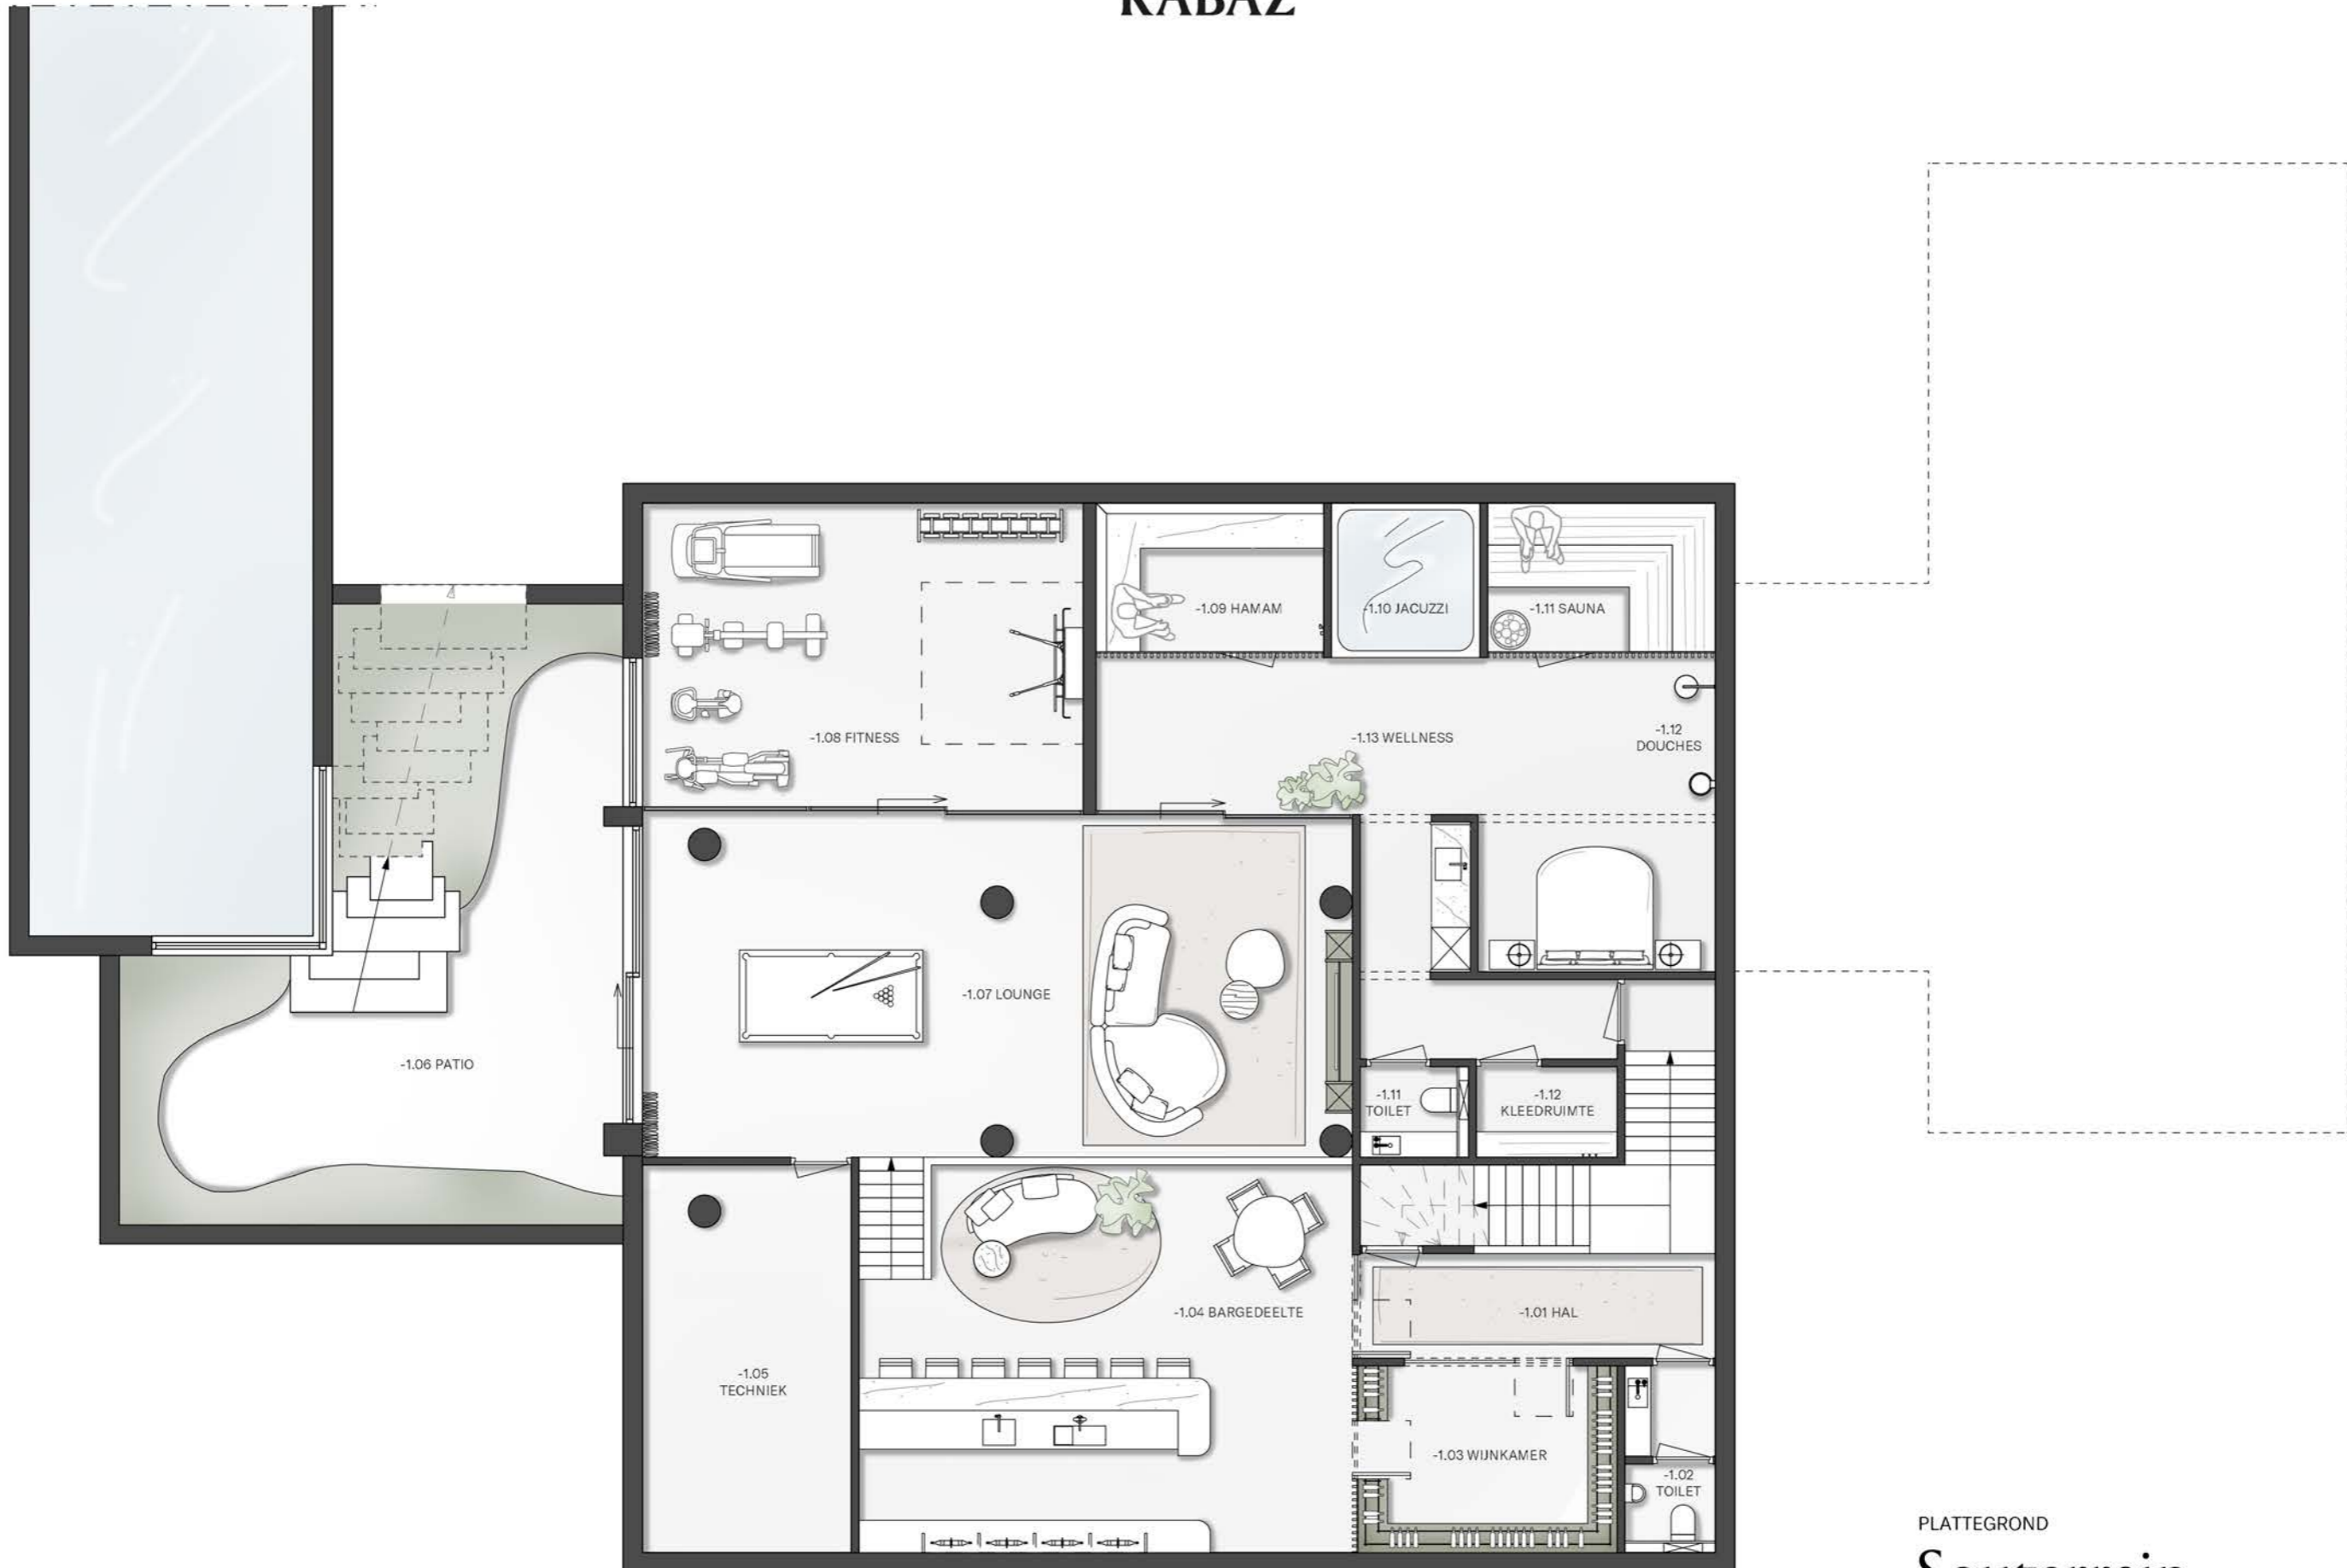 KABAZ
-1.09 HAMAM
-1.10 JACUZZI
-1.11 SAUNA
-1.08 FITNESS
-1.13 WELLNESS
-1.12
DOUCHES
-1.07 LOUNGE
-1.06 PATIO
-1.11
TOILET
-1.12
KLEEDRUIMTE
-1.04 BARGEDEELTE
-1.01 HAL
-1.05
TECHNIEK
-1.03 WIJNKAMER
-1.02
TOILET
PLATTEGROND
Souterrain